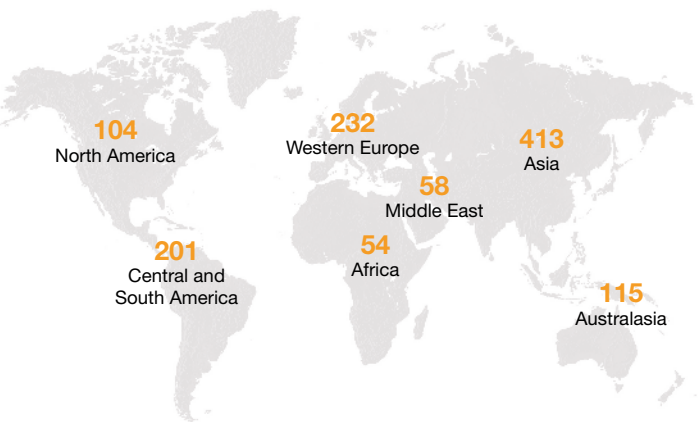 104
North America
232
Western Europe
413
Asia
58
Middle East
201
Central and
South America
54
Africa
115
Australasia